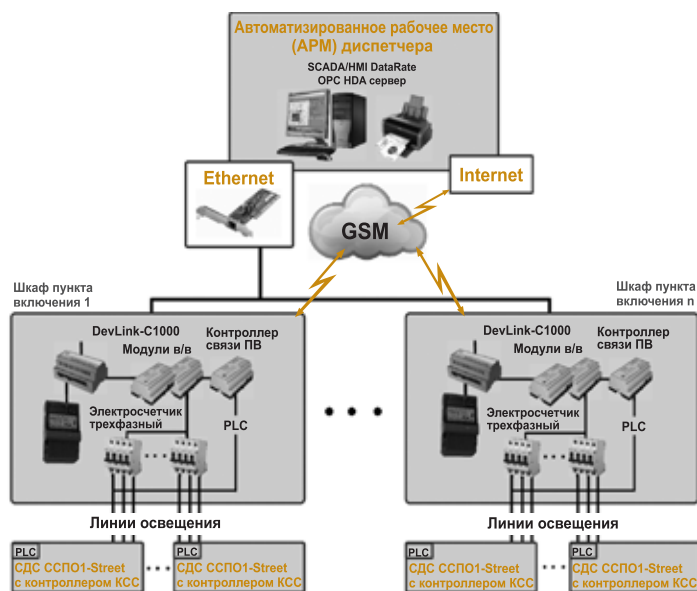 Автоматизированное рабочее место
(АРМ) диспетчера
SCADA/HMI DataRate
OPC HDA сервер
Ethernet
Internet
GSM
Шкаф пункта
включения 1
Шкаф пункта
включения n
DevLink-C1000
Модули в/в
Контроллер
связи ПВ
Электросчетчик
трехфазный
PLC
DevLink-C1000
Модули в/в
Контроллер
связи ПВ
Электросчетчик
трехфазный
PLC
Линии освещения
Линии освещения
PLC
СДС ССПО1-Street
с контроллером КСС
PLC
СДС ССПО1-Street
с контроллером КСС
PLC
СДС ССПО1-Street
с контроллером КСС
PLC
СДС ССПО1-Street
с контроллером КСС